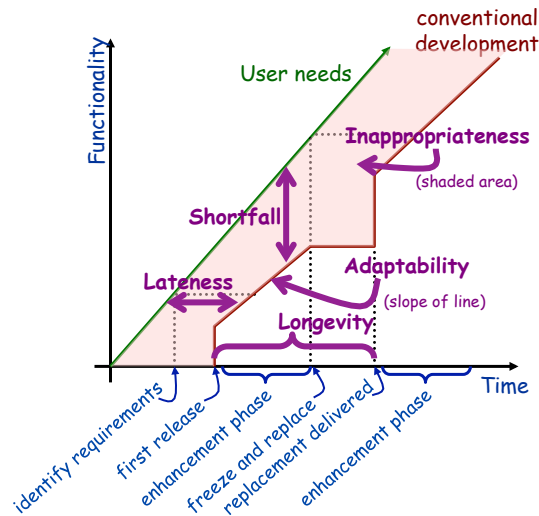 conventional
development
User needs
Functionality
Inappropriateness
(shaded area)
Shortfall
Adaptability
Lateness
(slope of line)
Longevity
Time
identify requirements
first release
enhancement phase
freeze and replace
replacement delivered
enhancement phase